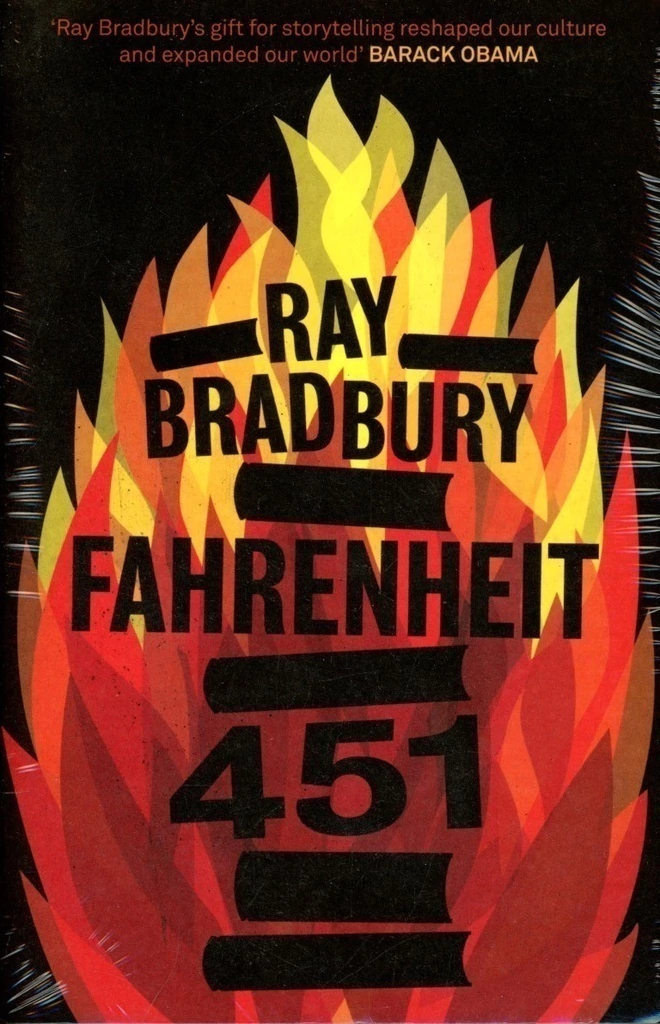 ‘Ray Bradbury’s gift for storytelling reshaped our culture
and expanded our world’ BARACK OBAMA
RAY
BRADBURY
FAHRENHEIT
451